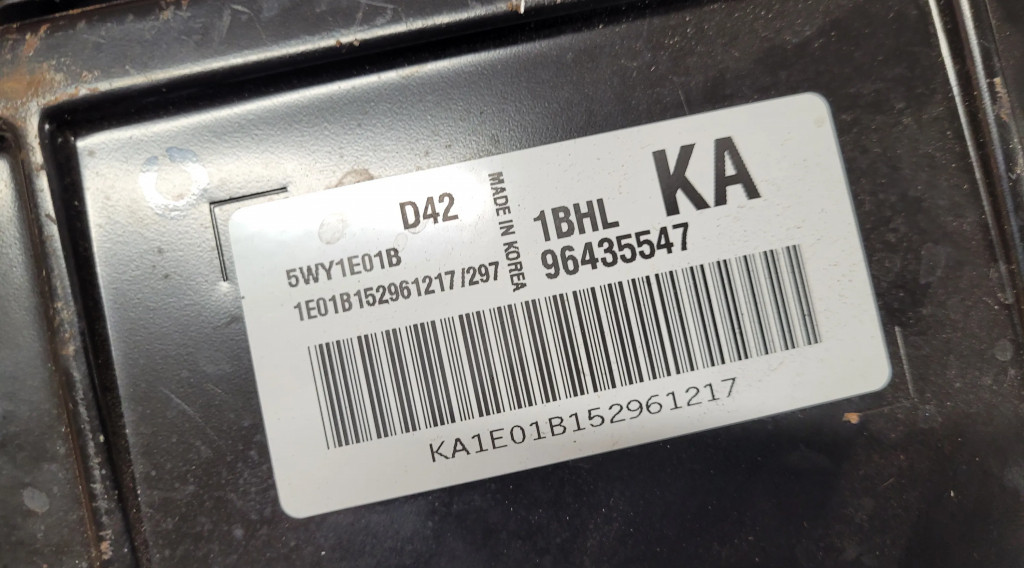 D42
5WY1E01B
1E01B152961217/297
MADE IN KOREA
1BHL
96435547
KA
KA1E01B152961217